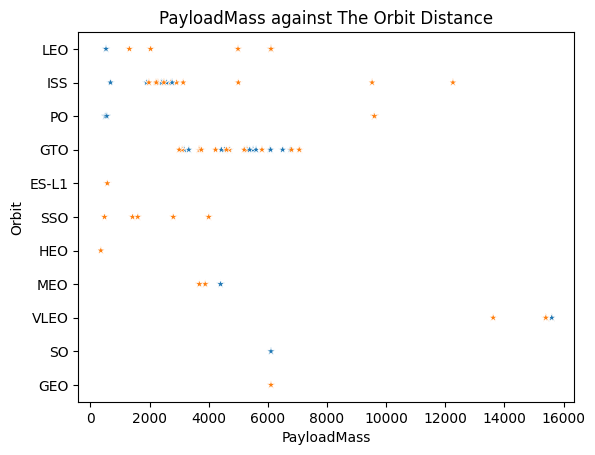 PayloadMass against The Orbit Distance
LEO
ISS
PO
GTO
ES-L1
SSO
HEO
MEO
VLEO
SO
GEO
Orbit
0 2000 4000 6000 8000 10000 12000 14000 16000
PayloadMass